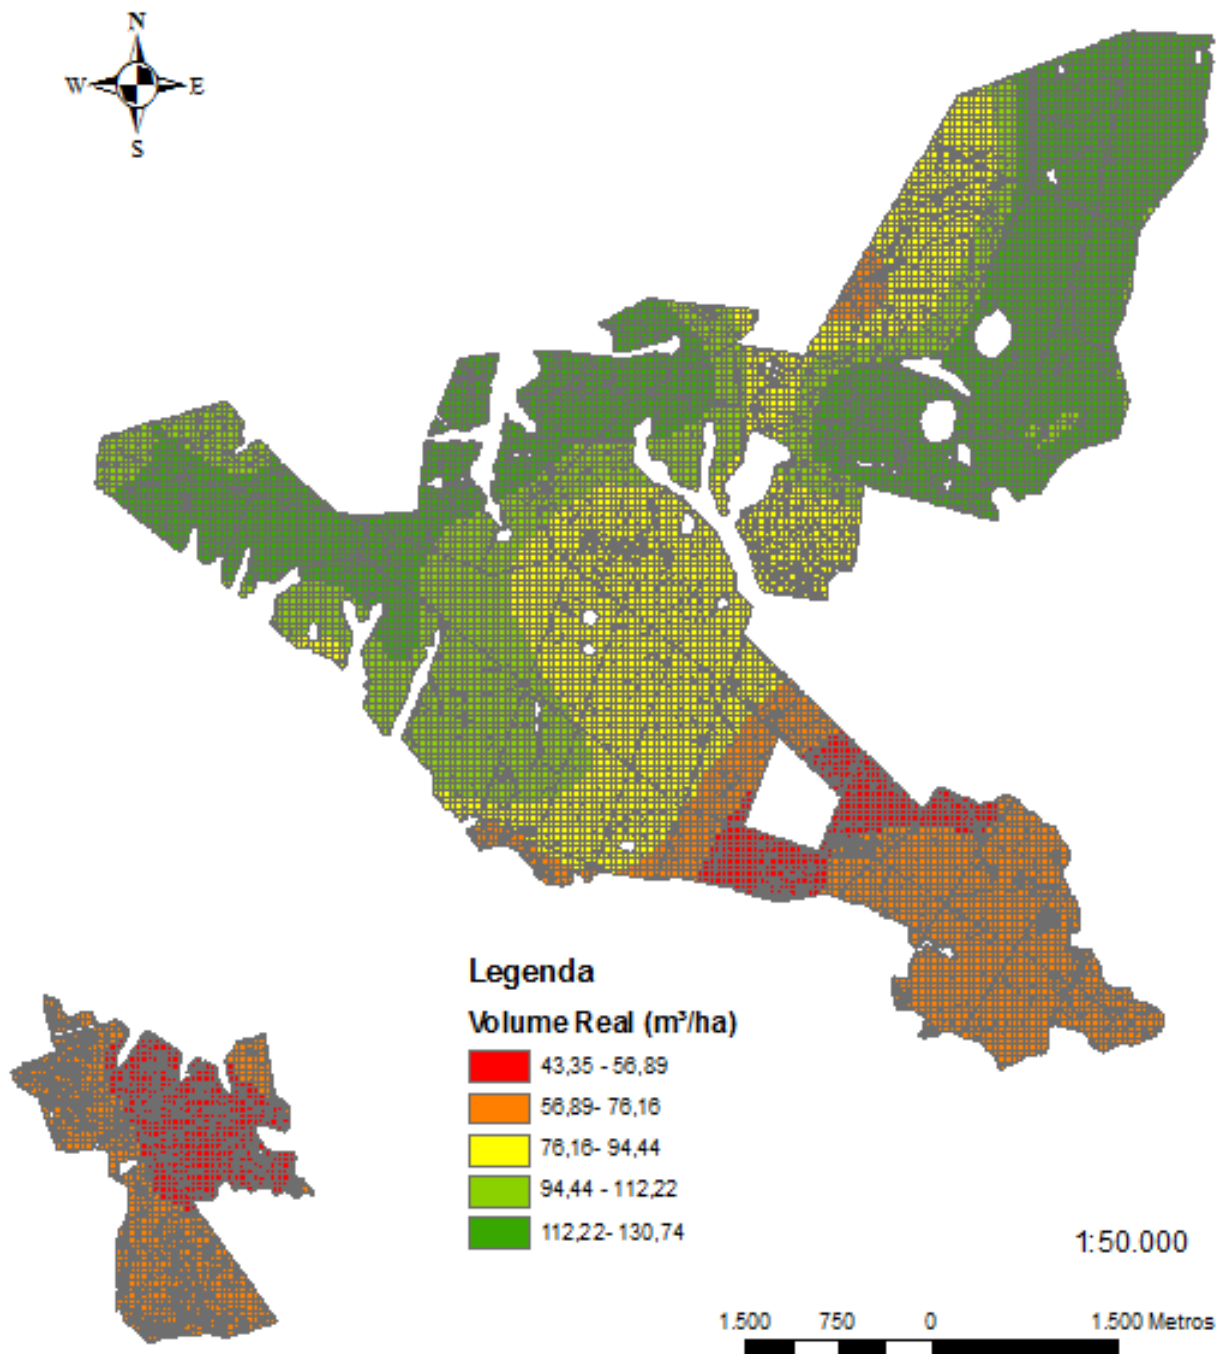 N
W E
S
Legenda
Volume Real (m³/ha)
43,35 - 56,89
56,89- 76,16
76,16- 94,44
94,44 - 112,22
112,22- 130,74
1:50.000
1.500 750 0 1.500 Metros